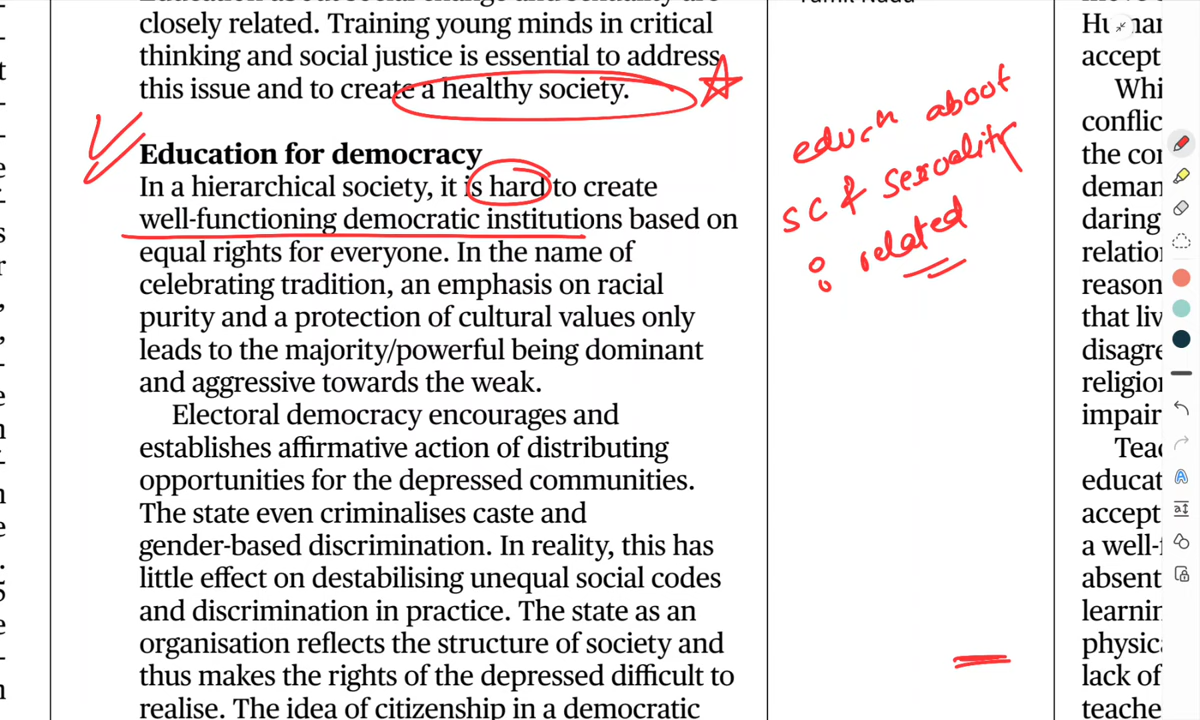 closely related. Training young minds in critical
thinking and social justice is essential to address
this issue and to create a healthy society.
Education for democracy
In a hierarchical society, it is hard to create
well-functioning democratic institutions based on
equal rights for everyone. In the name of
celebrating tradition, an emphasis on racial
purity and a protection of cultural values only
leads to the majority/powerful being dominant
and aggressive towards the weak.
Electoral democracy encourages and
establishes affirmative action of distributing
opportunities for the depressed communities.
The state even criminalises caste and
gender-based discrimination. In reality, this has
little effect on destabilising unequal social codes
and discrimination in practice. The state as an
organisation reflects the structure of society and
thus makes the rights of the depressed difficult to
realise. The idea of citizenship in a democratic
educn about
SC & Sexuality
related
accept
Whi
conflic
the cor
deman
daring
relatio
reason
that liv
disagre
religio
impair
Teac
educat
accept
a well-
absent
learnin
physic
lack of
teache